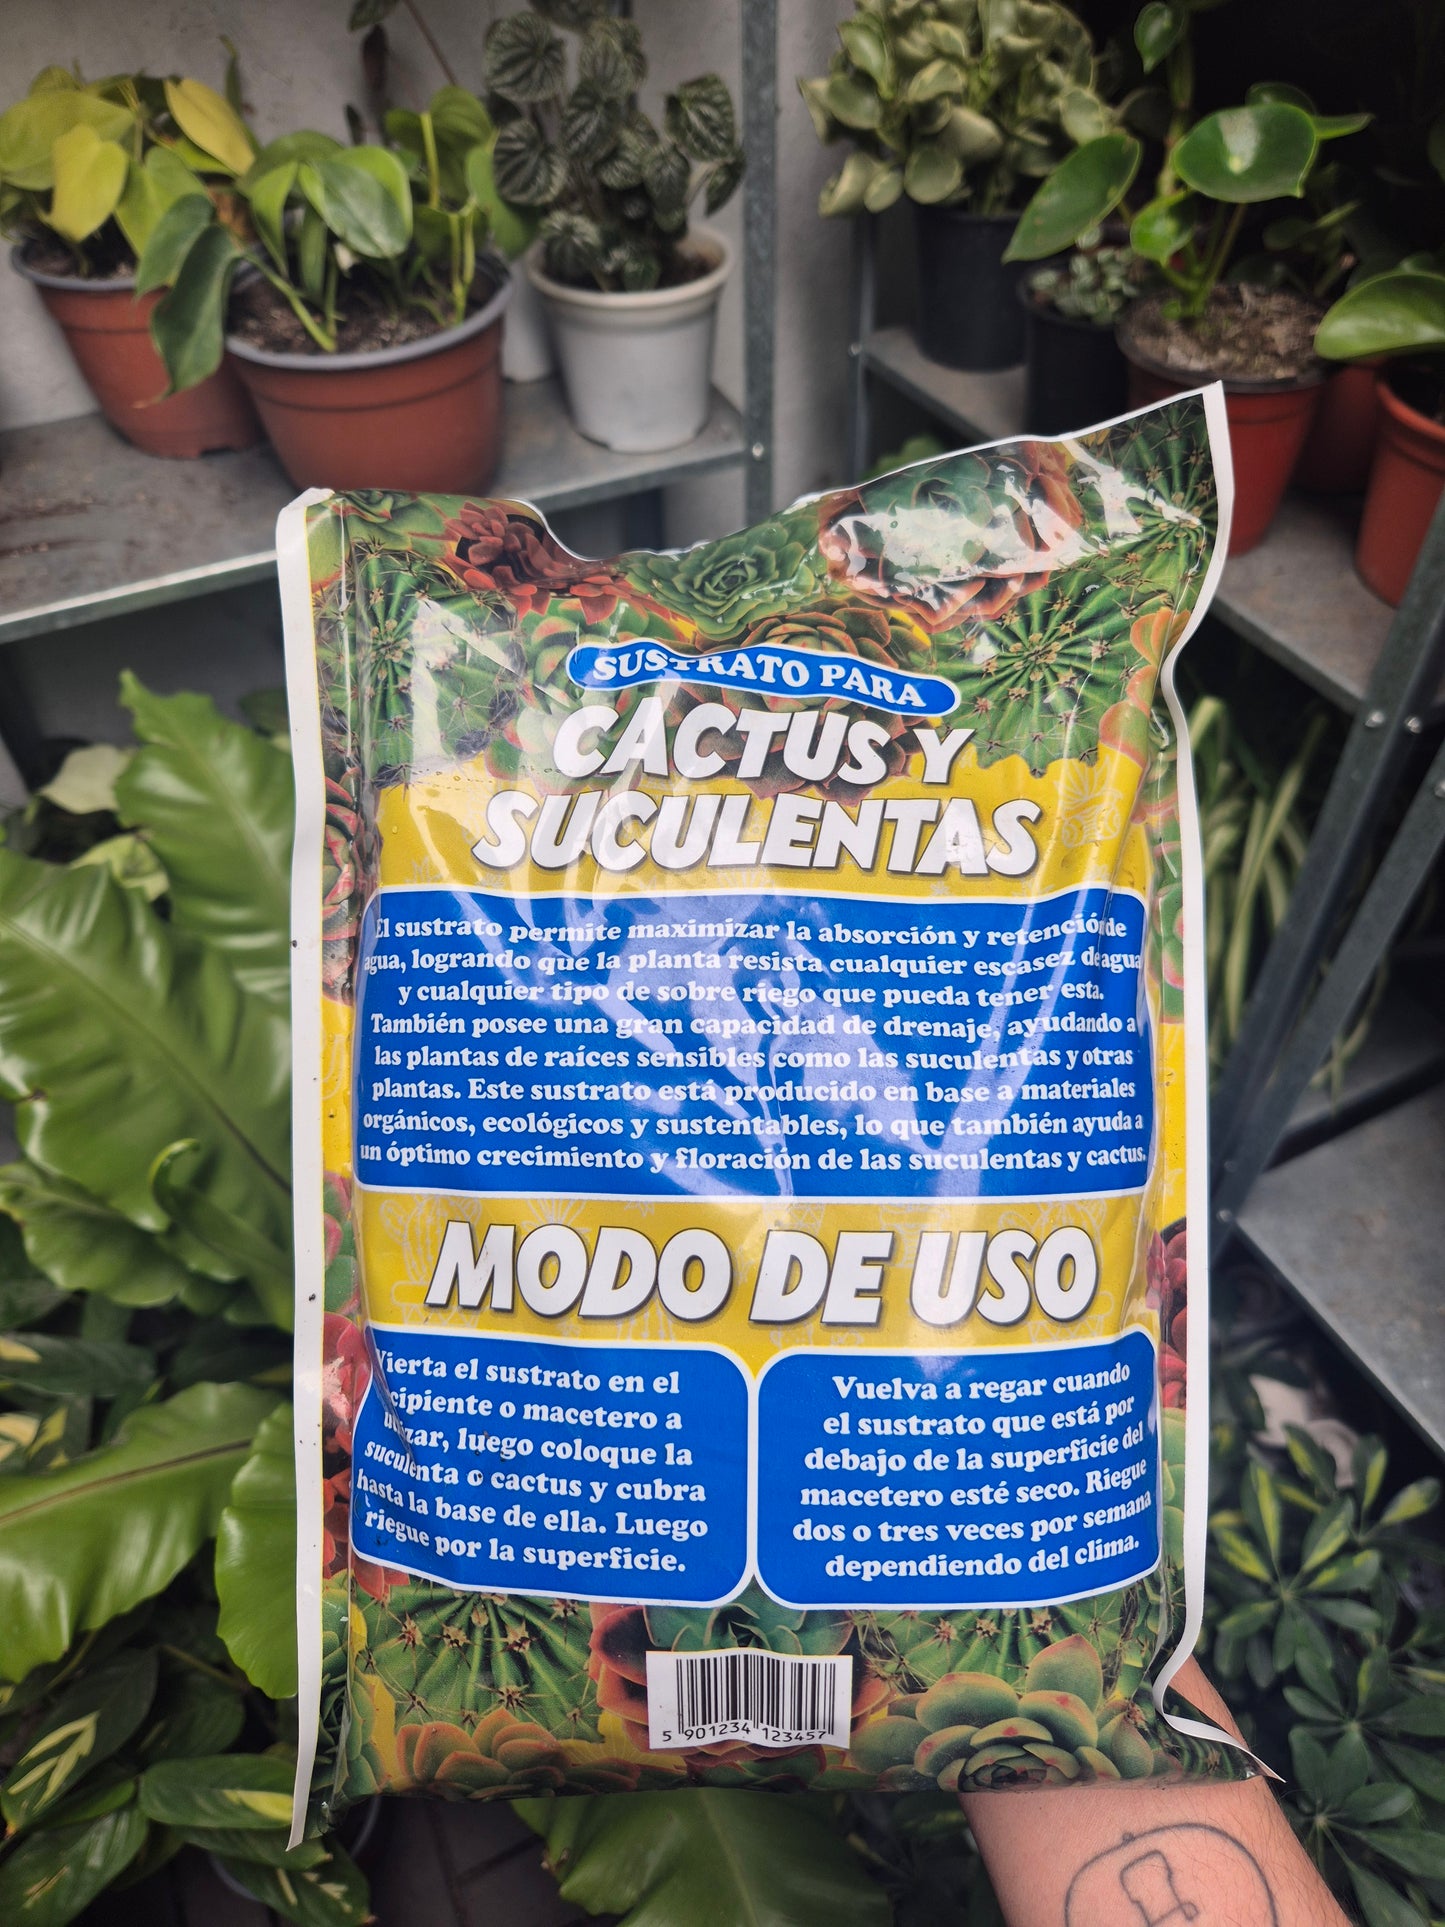 SUSTRATO PARA
CACTUS Y
SUCULENTAS
El sustrato permite maximizar la absorción y retención de
agua, logrando que la planta resista cualquier escasez de agua
y cualquier tipo de sobre riego que pueda tener esta.
También posee una gran capacidad de drenaje, ayudando a
las plantas de raíces sensibles como las suculentas y otras
plantas. Este sustrato está producido en base a materiales
orgánicos, ecológicos y sustentables, lo que también ayuda a
un óptimo crecimiento y floración de las suculentas y cactus.
MODO DE USO
Vierta el sustrato en el
cipiente o macetero a
utilizar, luego coloque la
suculenta o cactus y cubra
hasta la base de ella. Luego
riegue por la superficie.
Vuelva a regar cuando
el sustrato que está por
debajo de la superficie del
macetero esté seco. Riegue
dos o tres veces por semana
dependiendo del clima.
5 901234 123457